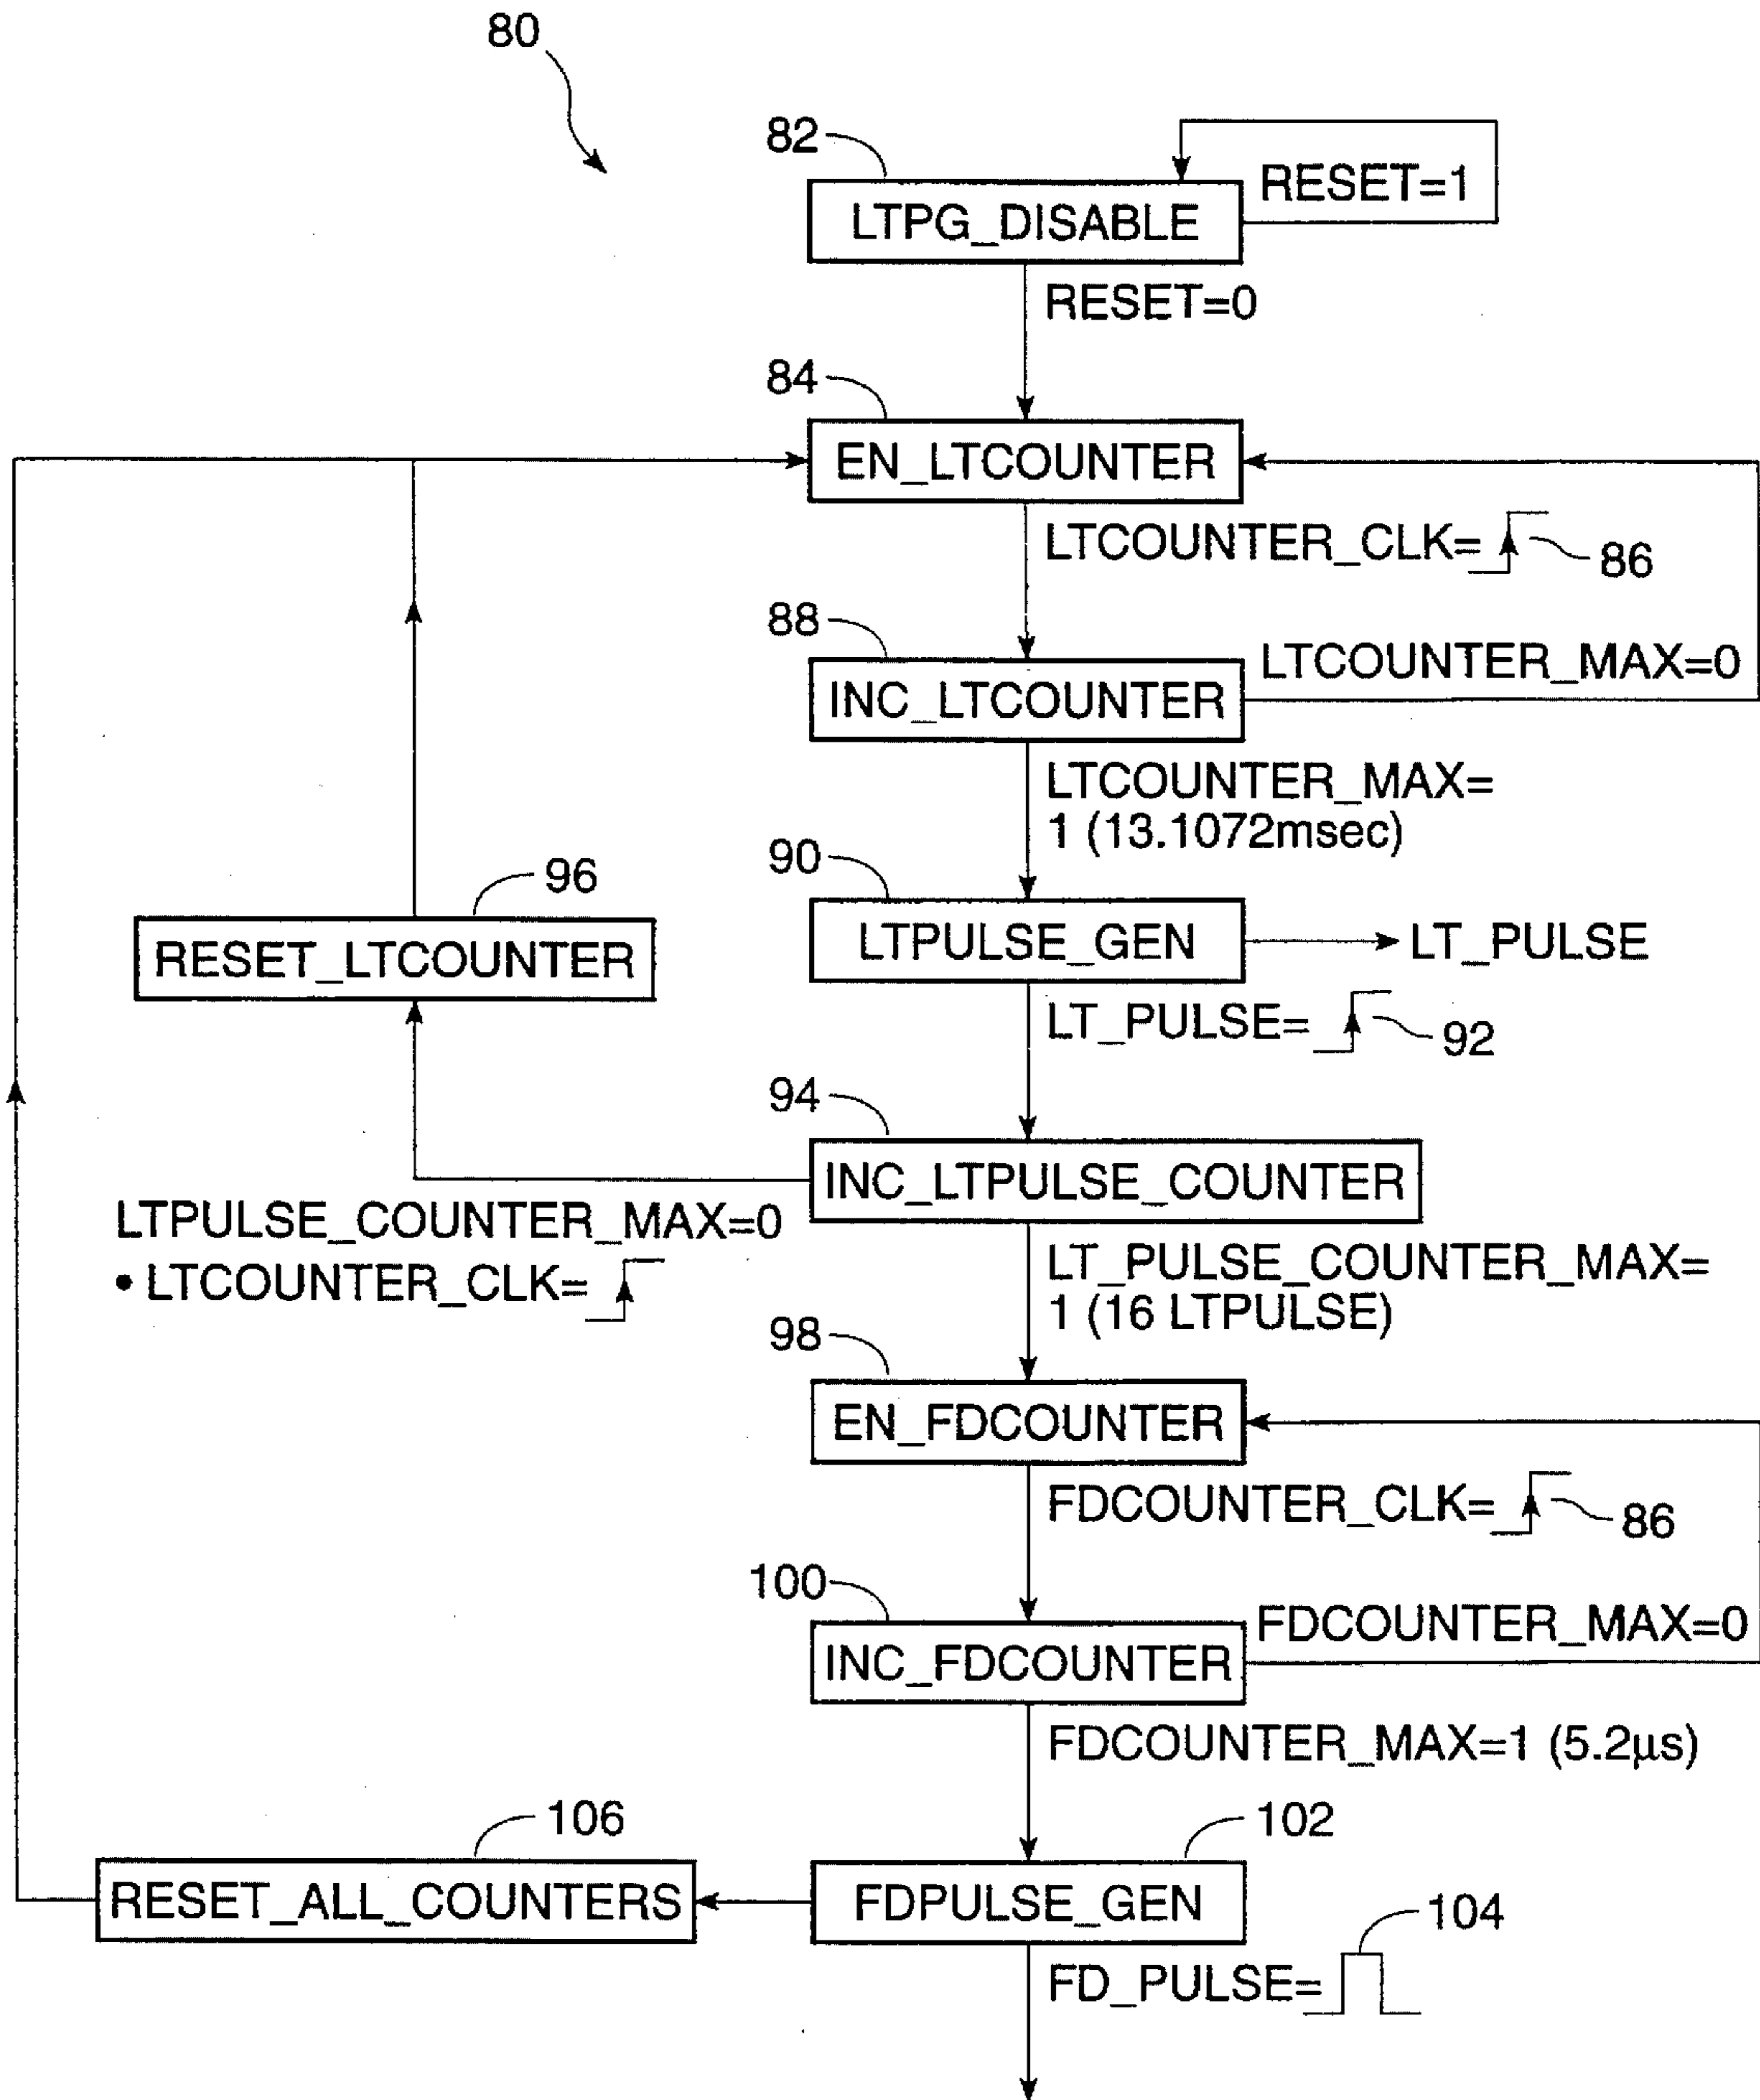 80
82
RESET=1
LTPG_DISABLE
RESET=0
84
EN_LTCOUNTER
LTCOUNTER_CLK=
86
88
LTCOUNTER_MAX=0
INC_LTCOUNTER
LTCOUNTER_MAX=
1 (13.1072msec)
90
96
LTPULSE_GEN
LT_PULSE
RESET_LTCOUNTER
LT_PULSE=
92
94
INC_LTPULSE_COUNTER
LTPULSE_COUNTER_MAX=0
• LTCOUNTER_CLK=
LT_PULSE_COUNTER_MAX=
1 (16 LTPULSE)
98
EN_FDCOUNTER
FDCOUNTER_CLK=
86
100
FDCOUNTER_MAX=0
INC_FDCOUNTER
FDCOUNTER_MAX=1 (5.2µs)
106
102
RESET_ALL_COUNTERS
FDPULSE_GEN
104
FD_PULSE=